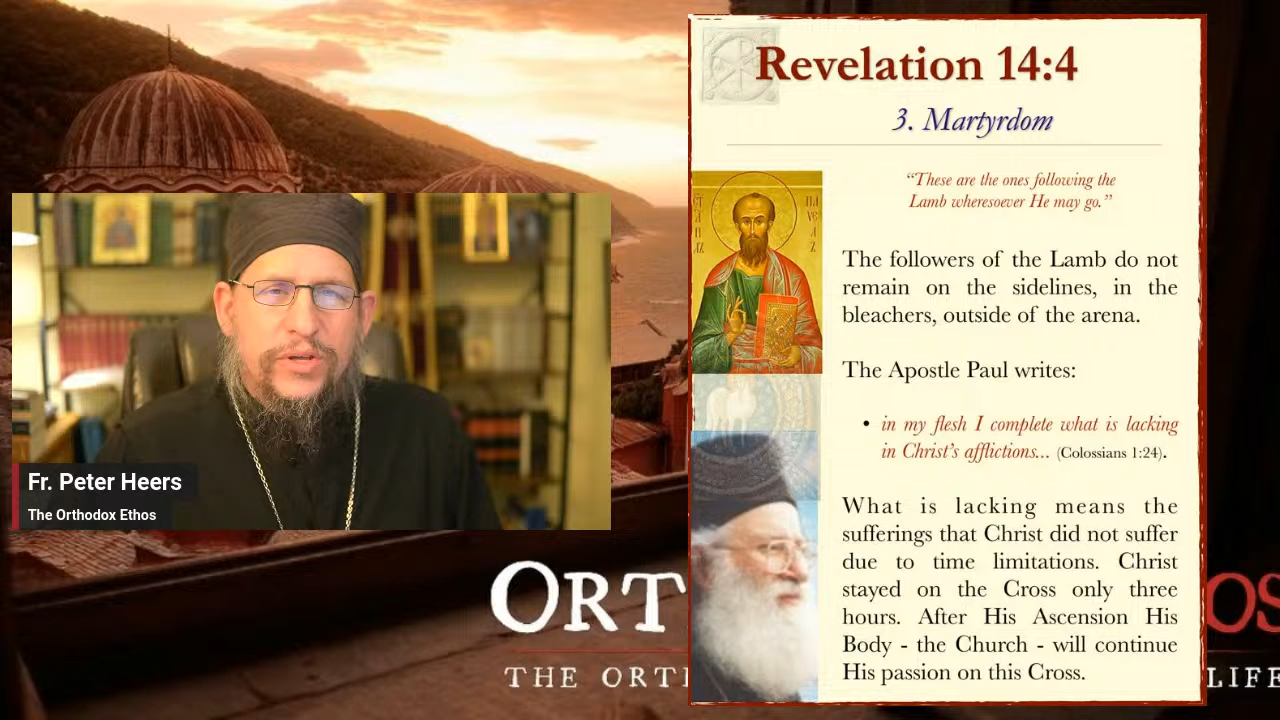 Revelation 14:4
3. Martyrdom
“These are the ones following the
Lamb wheresoever He may go.”
The followers of the Lamb do not
remain on the sidelines, in the
bleachers, outside of the arena.
The Apostle Paul writes:
• in my flesh I complete what is lacking
in Christ’s afflictions... (Colossians 1:24).
What is lacking means the
sufferings that Christ did not suffer
due to time limitations. Christ
stayed on the Cross only three
hours. After His Ascension His
Body - the Church - will continue
His passion on this Cross.
Fr. Peter Heers
The Orthodox Ethos
ORT
OS
THE ORT
LIFE